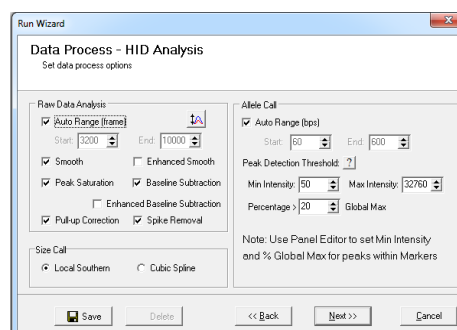 Run Wizard
x
Data Process - HID Analysis
Set data process options
Raw Data Analysis
Auto Range (frame)
Start: 3200 End: 10000
Smooth Enhanced Smooth
Peak Saturation Baseline Subtraction
Enhanced Baseline Subtraction
Pull-up Correction Spike Removal
Size Call
Local Southern Cubic Spline
Allele Call
Auto Range (bps)
Start: 60 End: 600
Peak Detection Threshold: ?
Min Intensity: 50 Max Intensity: 32760
Percentage > 20 Global Max
Note: Use Panel Editor to set Min Intensity
and % Global Max for peaks within Markers
Save Delete << Back Next >> Cancel